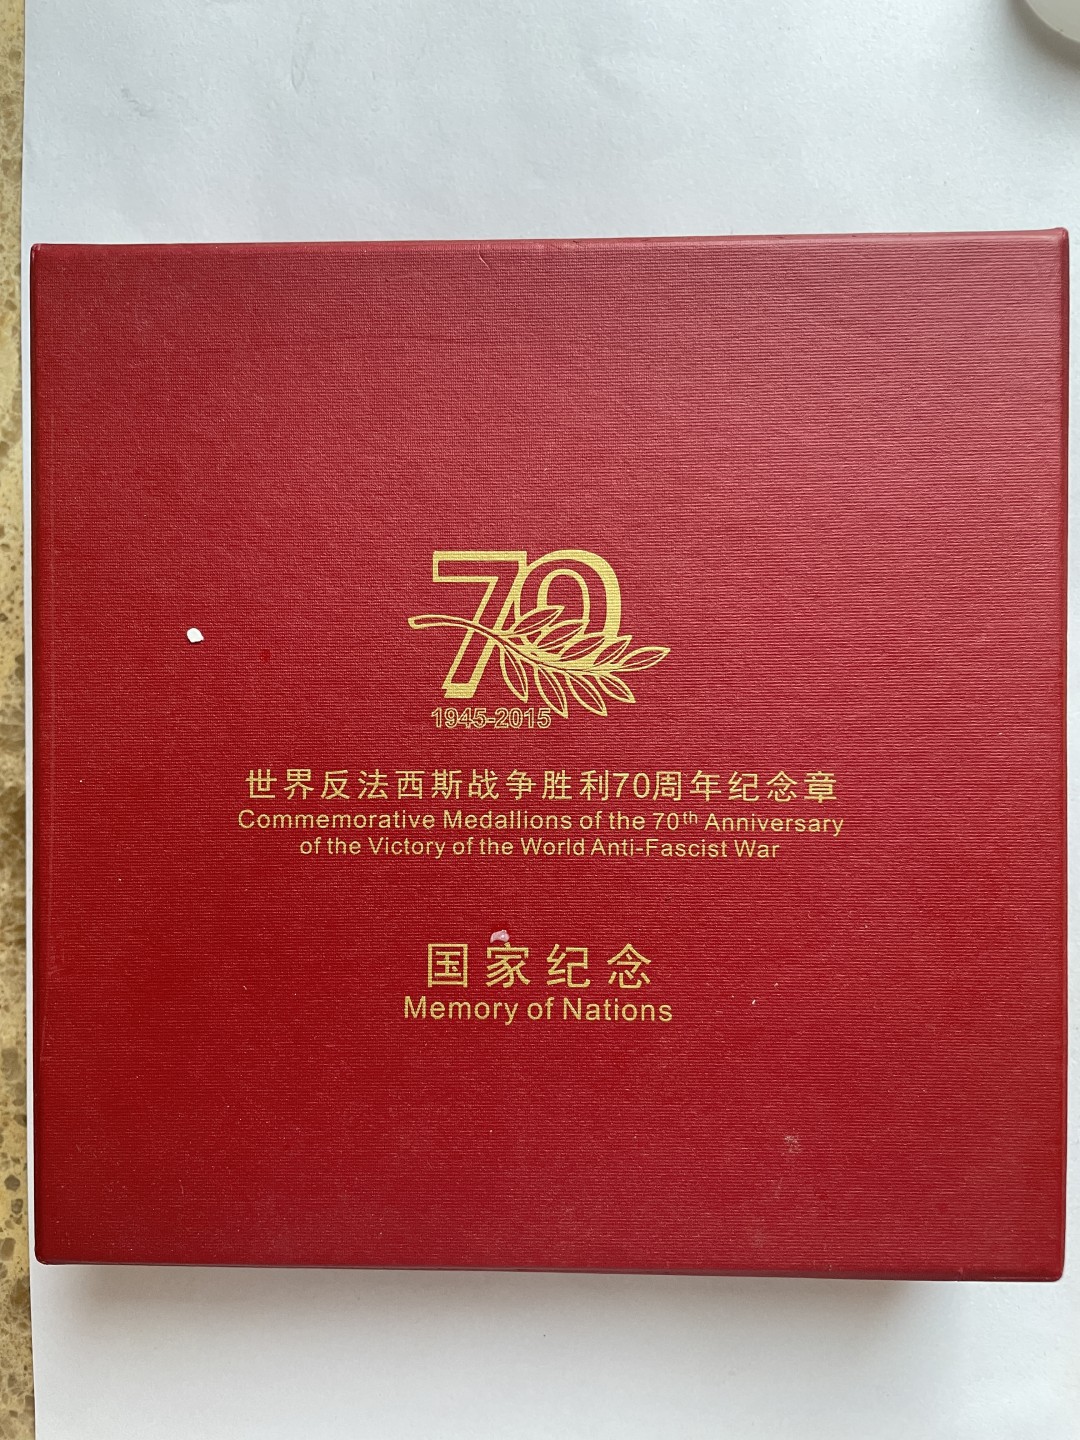 70
1945-2015
世界反法西斯战争胜利70周年纪念章
Commemorative Medallions of the 70th Anniversary
of the Victory of the World Anti-Fascist War
国家纪念
Memory of Nations